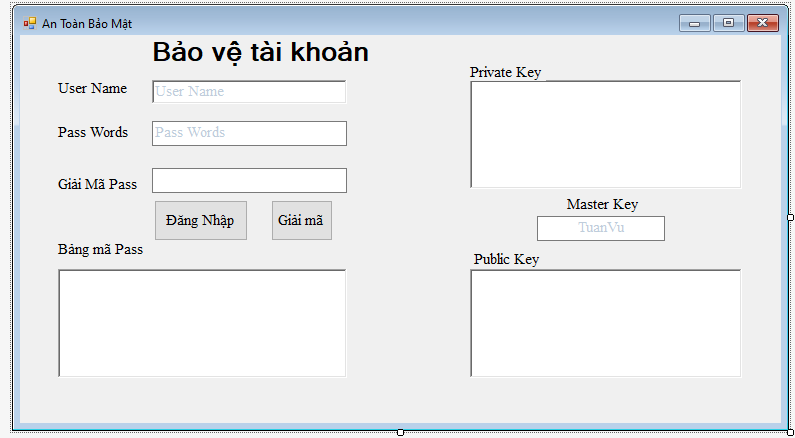 An Toàn Bảo Mật
Bảo vệ tài khoản
User Name
User Name
Pass Words
Pass Words
Giải Mã Pass
Đăng Nhập
Giải mã
Bảng mã Pass
Private Key
Master Key
TuanVu
Public Key